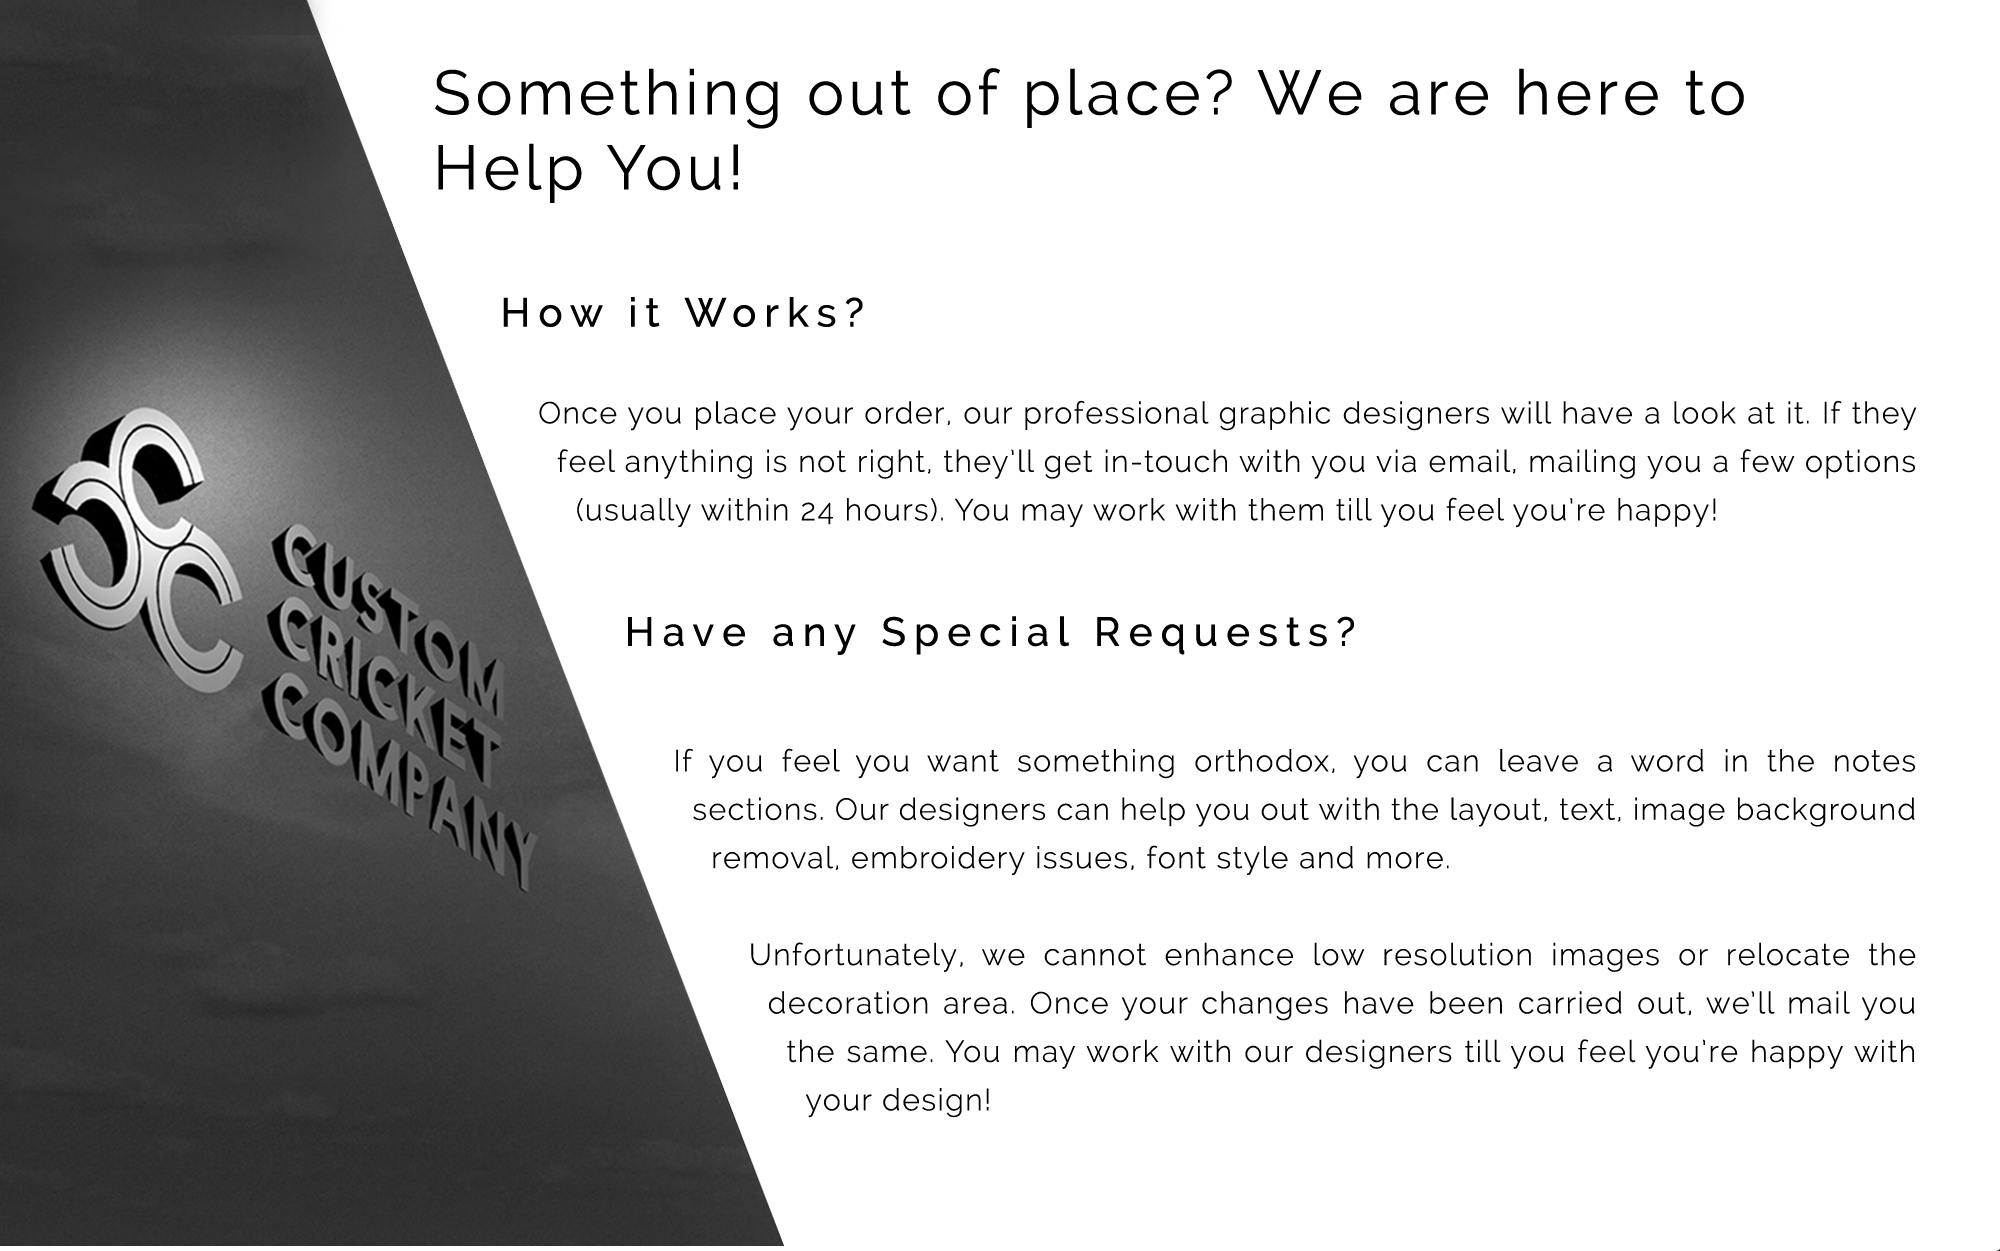 Something out of place? We are here to
Help You!
How it Works?
Once you place your order, our professional graphic designers will have a look at it. If they
feel anything is not right, they'll get in-touch with you via email, mailing you a few options
(usually within 24 hours). You may work with them till you feel you're happy!
CUSTOM
CRICKET
COMPANY
Have any Special Requests?
If you feel you want something orthodox, you can leave a word in the notes
sections. Our designers can help you out with the layout, text, image background
removal, embroidery issues, font style and more.
Unfortunately, we cannot enhance low resolution images or relocate the
decoration area. Once your changes have been carried out, we'll mail you
the same. You may work with our designers till you feel you're happy with
your design!